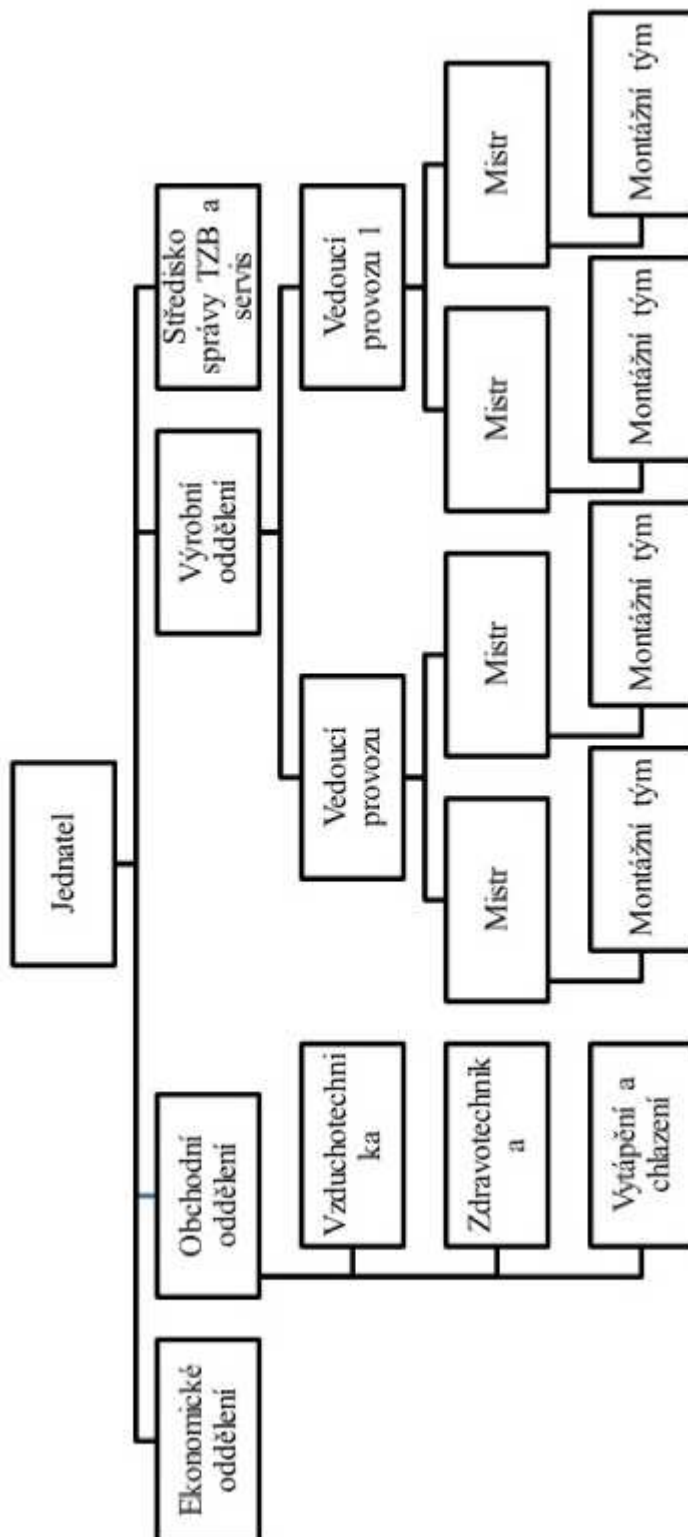 Jednatel
Ekonomické
oddělení
Obchodní
oddělení
Výrobní
oddělení
Středisko
správy TZB a
servis
Vzduchotechni
ka
Zdravotechnik
a
Vytápění a
chlazení
Vedoucí
provozu
Vedoucí
provozu 1
Mistr
Mistr
Mistr
Mistr
Montážní tým
Montážní tým
Montážní tým
Montážní tým